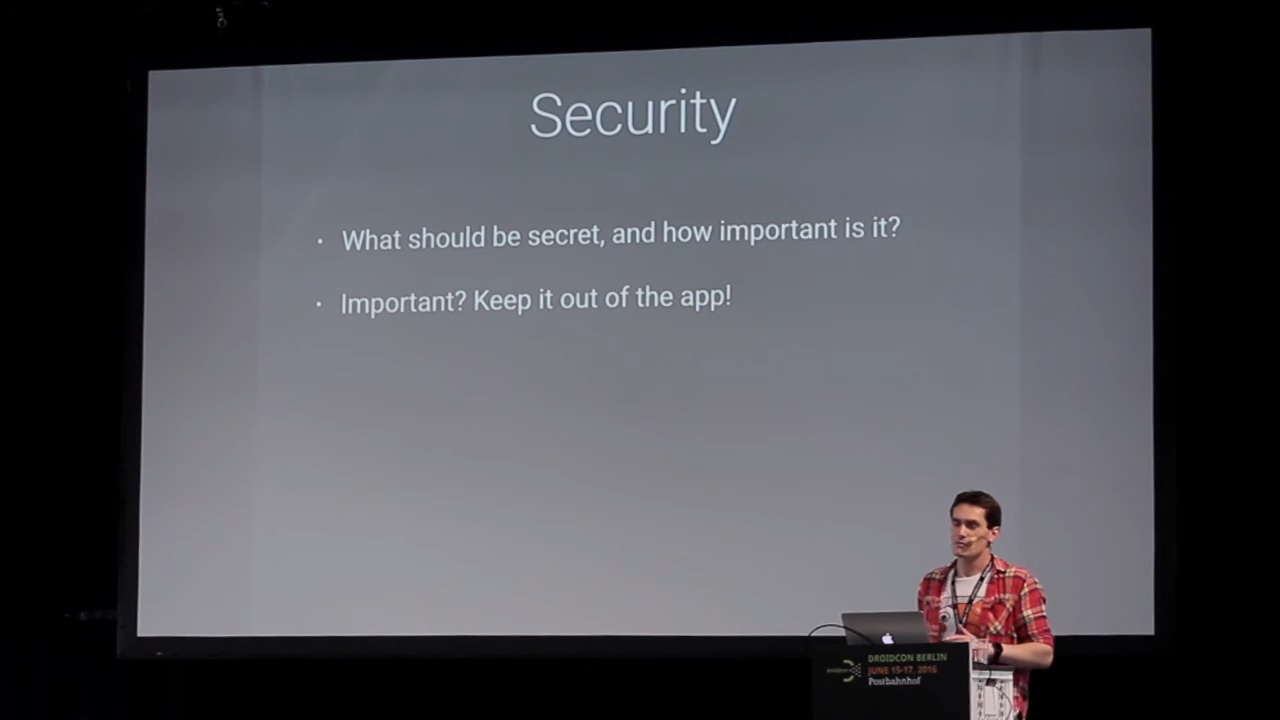 Security
· What should be secret, and how important is it?
· Important? Keep it out of the app!
DROIDCON BERLIN
JUNE 15-17, 2016
Postbahnhof